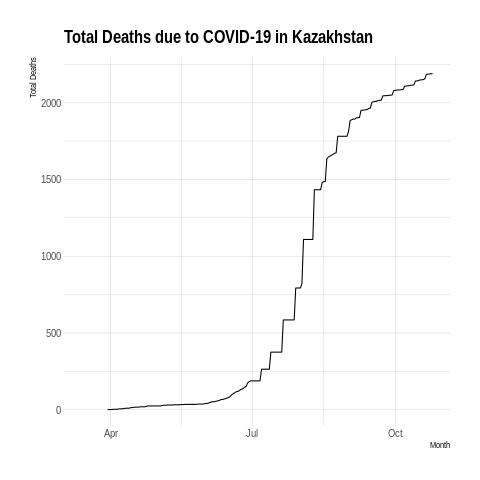 Total Deaths due to COVID-19 in Kazakhstan
Total Deaths
2000
1500
1000
500
0
Apr Jul Oct
Month